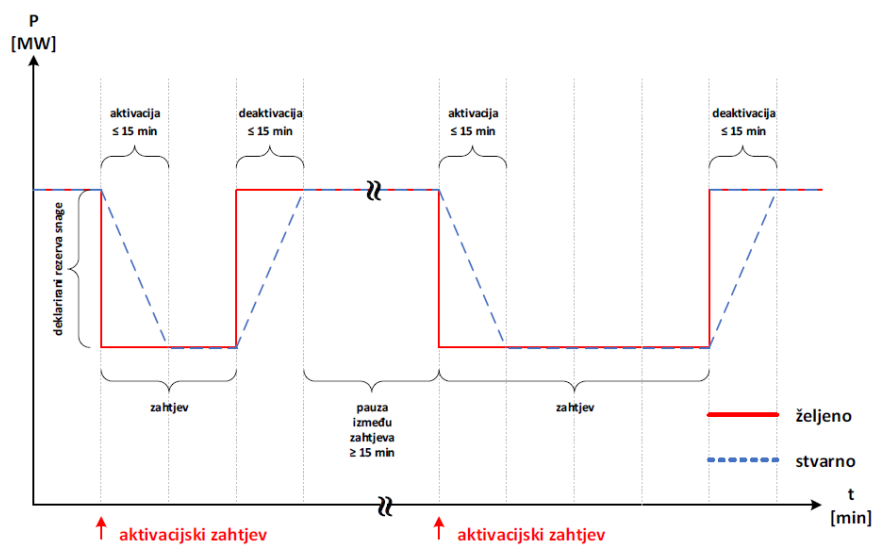 P
[MW]
aktivacija
≤ 15 min
deaktivacija
≤ 15 min
aktivacija
≤ 15 min
deaktivacija
≤ 15 min
deklarirani rezerva snage
zahtjev
pauza
između
zahtjeva
≥ 15 min
zahtjev
željeno
stvarno
t
[min]
aktivacijski zahtjev
aktivacijski zahtjev